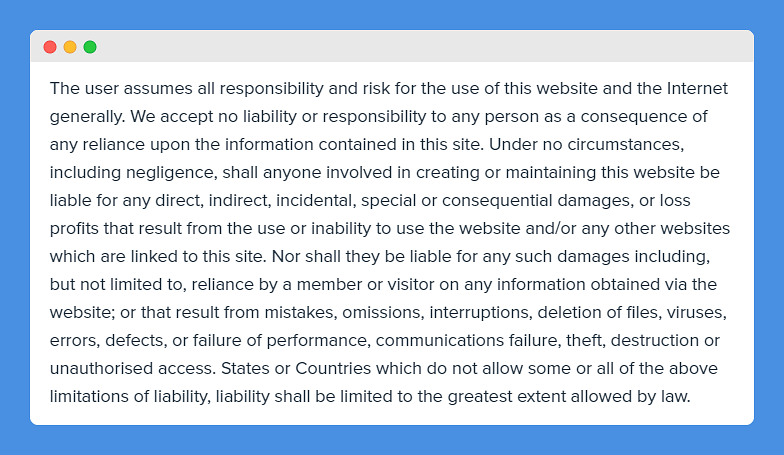 The user assumes all responsibility and risk for the use of this website and the Internet
generally. We accept no liability or responsibility to any person as a consequence of
any reliance upon the information contained in this site. Under no circumstances,
including negligence, shall anyone involved in creating or maintaining this website be
liable for any direct, indirect, incidental, special or consequential damages, or loss
profits that result from the use or inability to use the website and/or any other websites
which are linked to this site. Nor shall they be liable for any such damages including,
but not limited to, reliance by a member or visitor on any information obtained via the
website; or that result from mistakes, omissions, interruptions, deletion of files, viruses,
errors, defects, or failure of performance, communications failure, theft, destruction or
unauthorised access. States or Countries which do not allow some or all of the above
limitations of liability, liability shall be limited to the greatest extent allowed by law.